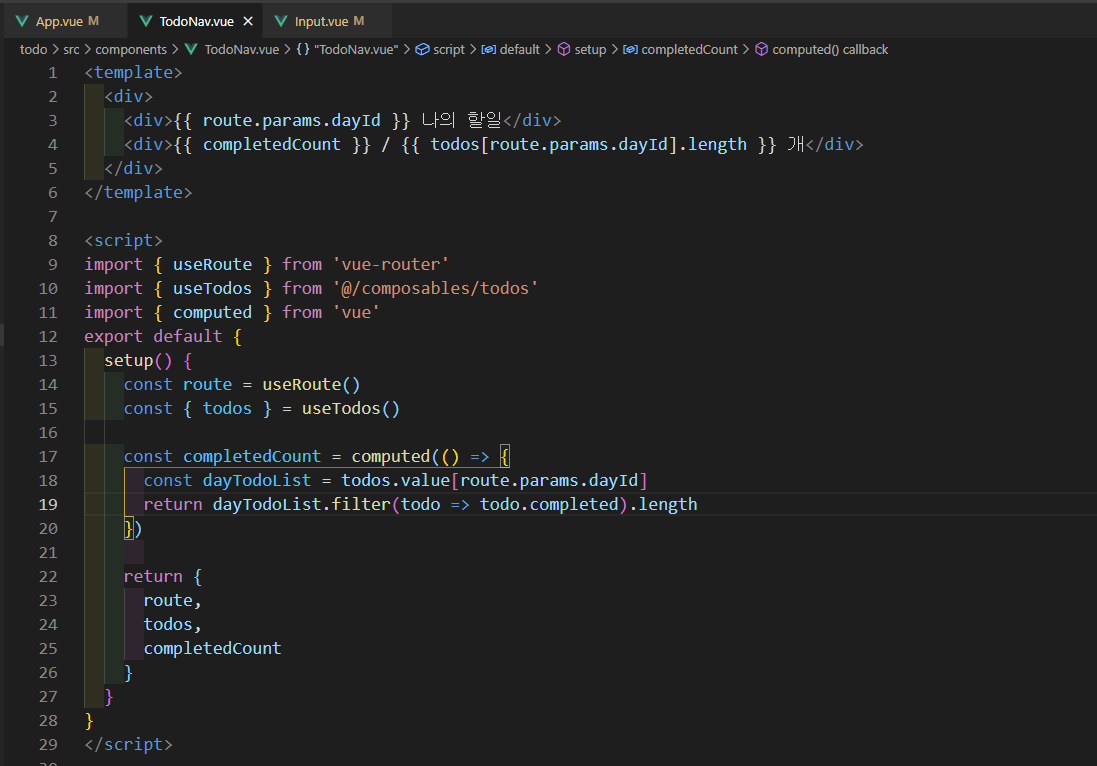 App.vue M TodoNav.vue × Input.vue M
todo > src > components > TodoNav.vue > {} "TodoNav.vue" > script > default > setup > completedCount > computed() callback
1 <template>
2 <div>
3 <div>{{ route.params.dayId }} 나의 할일</div>
4 <div>{{ completedCount }} / {{ todos[route.params.dayId].length }} 개</div>
5 </div>
6 </template>
7
8 <script>
9 import { useRoute } from 'vue-router'
10 import { useTodos } from '@/composables/todos'
11 import { computed } from 'vue'
12 export default {
13 setup() {
14 const route = useRoute()
15 const { todos } = useTodos()
16
17 const completedCount = computed(() => {
18 const dayTodoList = todos.value[route.params.dayId]
19 return dayTodoList.filter(todo => todo.completed).length
20 })
21
22 return {
23 route,
24 todos,
25 completedCount
26 }
27 }
28 }
29 </script>